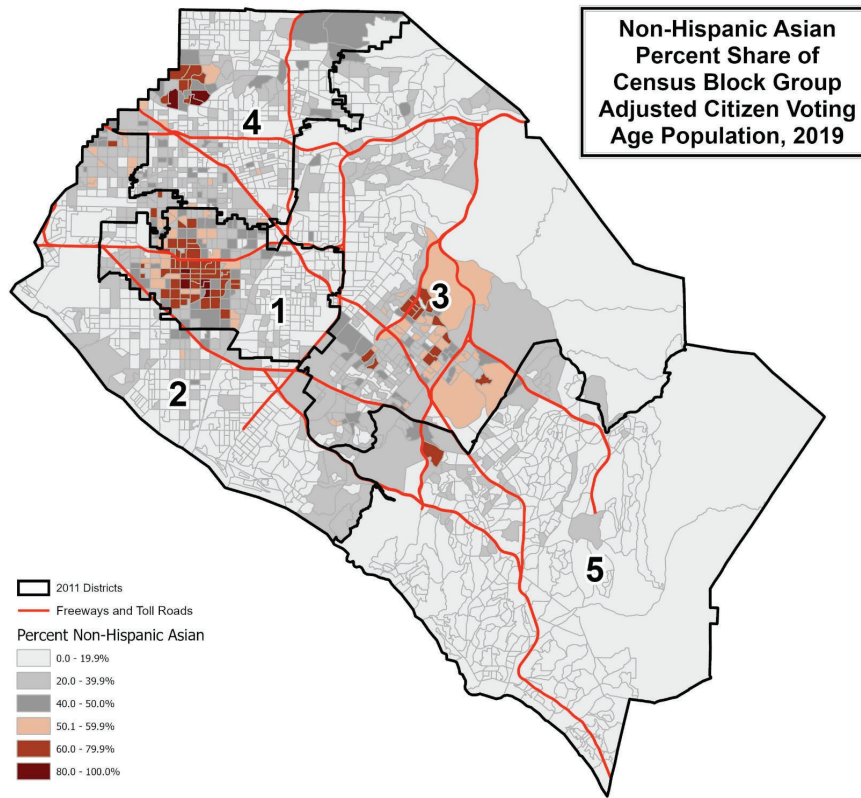 Non-Hispanic Asian
Percent Share of
Census Block Group
Adjusted Citizen Voting
Age Population, 2019
4
3
1
2
5
2011 Districts
Freeways and Toll Roads
Percent Non-Hispanic Asian
0.0 - 19.9%
20.0 - 39.9%
40.0 - 50.0%
50.1 - 59.9%
60.0 - 79.9%
80.0 - 100.0%